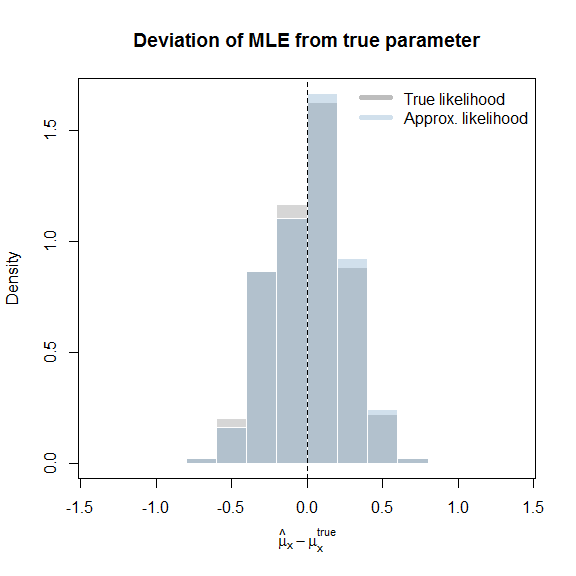 Deviation of MLE from true parameter
True likelihood
Approx. likelihood
Density
0.0
0.5
1.0
1.5
-1.5
-1.0
-0.5
0.0
0.5
1.0
1.5
μ̂x − μx^true